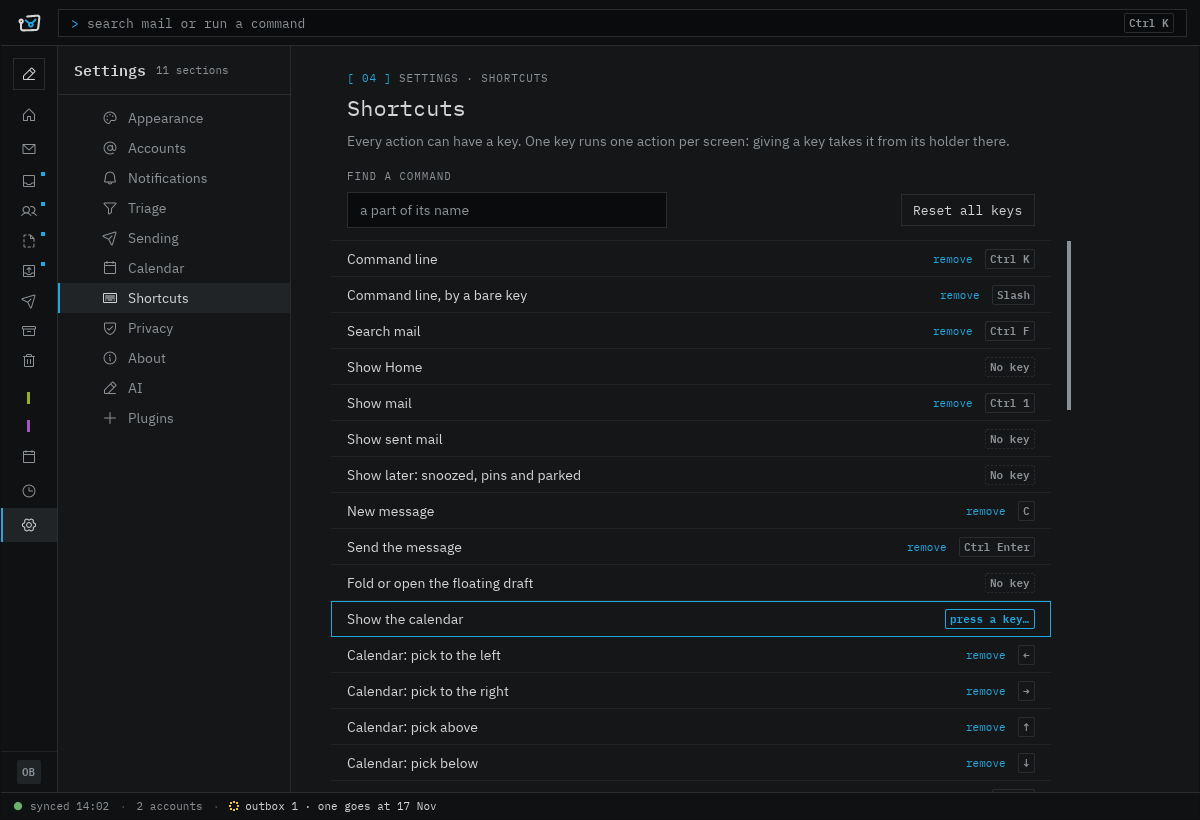 > search mail or run a command Ctrl K
Settings 11 sections
Appearance
Accounts
Notifications
Triage
Sending
Calendar
Shortcuts
Privacy
About
AI
Plugins
OB
[ 04 ] SETTINGS · SHORTCUTS
Shortcuts
Every action can have a key. One key runs one action per screen: giving a key takes it from its holder there.
FIND A COMMAND
a part of its name
Reset all keys
Command line remove Ctrl K
Command line, by a bare key remove Slash
Search mail remove Ctrl F
Show Home No key
Show mail remove Ctrl 1
Show sent mail No key
Show later: snoozed, pins and parked No key
New message remove C
Send the message remove Ctrl Enter
Fold or open the floating draft No key
Show the calendar press a key…
Calendar: pick to the left remove ←
Calendar: pick to the right remove →
Calendar: pick above remove ↑
Calendar: pick below remove ↓
synced 14:02 · 2 accounts · outbox 1 · one goes at 17 Nov